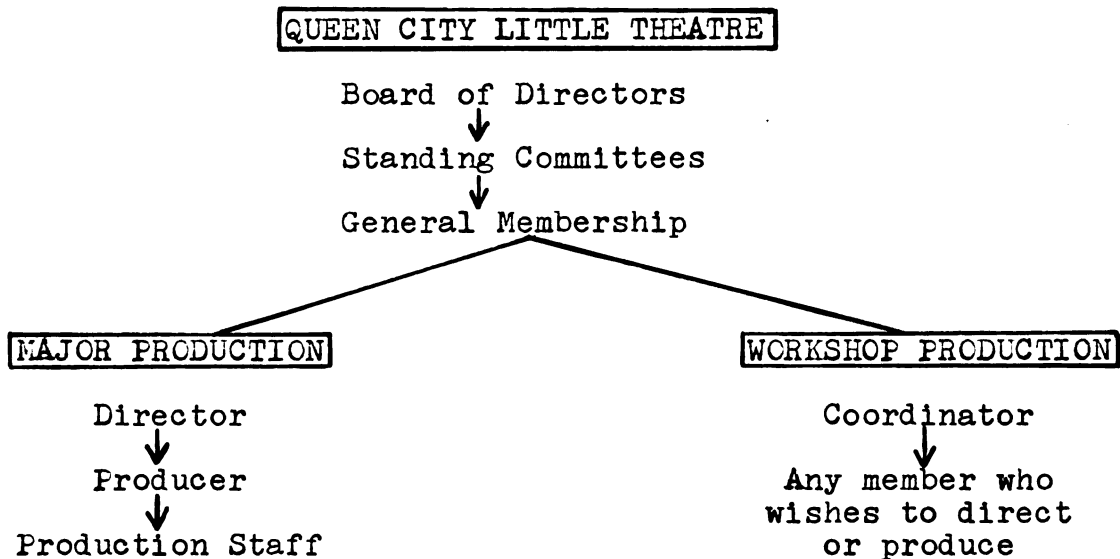 QUEEN CITY LITTLE THEATRE
Board of Directors
Standing Committees
General Membership
MAJOR PRODUCTION
Director
Producer
Production Staff
WORKSHOP PRODUCTION
Coordinator
Any member who
wishes to direct
or produce